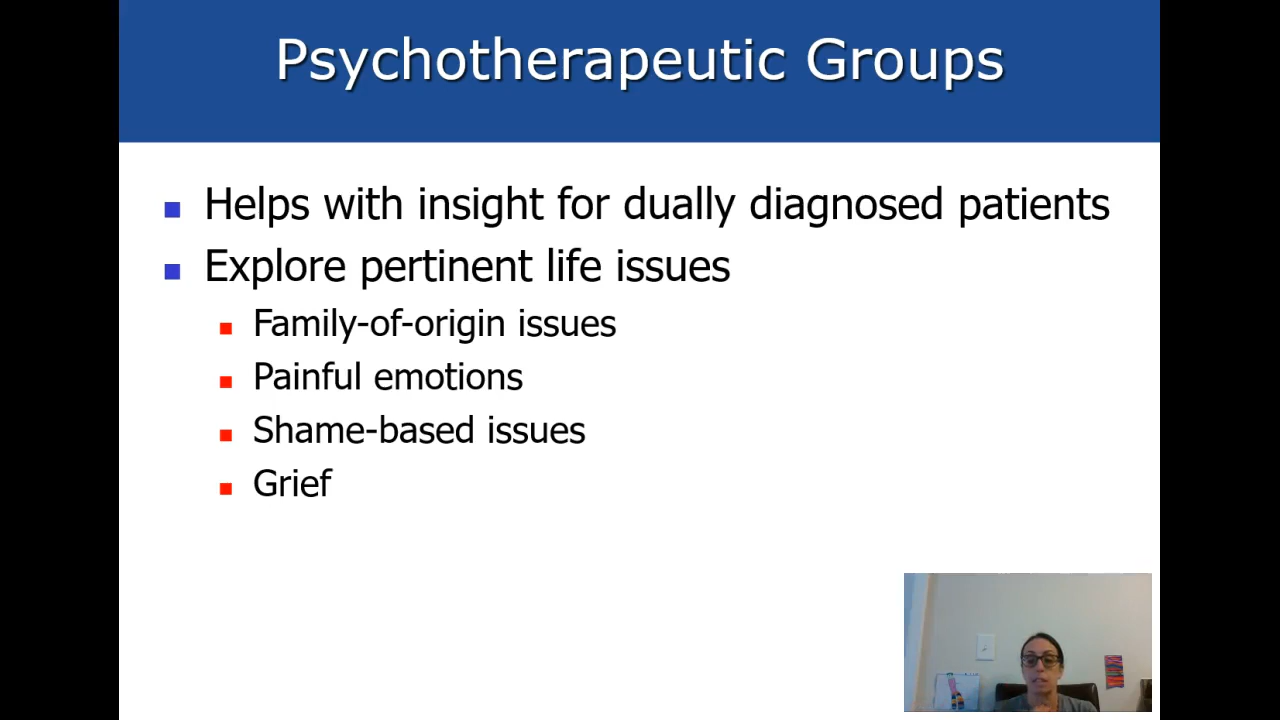 Psychotherapeutic Groups
Helps with insight for dually diagnosed patients
Explore pertinent life issues
Family-of-origin issues
Painful emotions
Shame-based issues
Grief